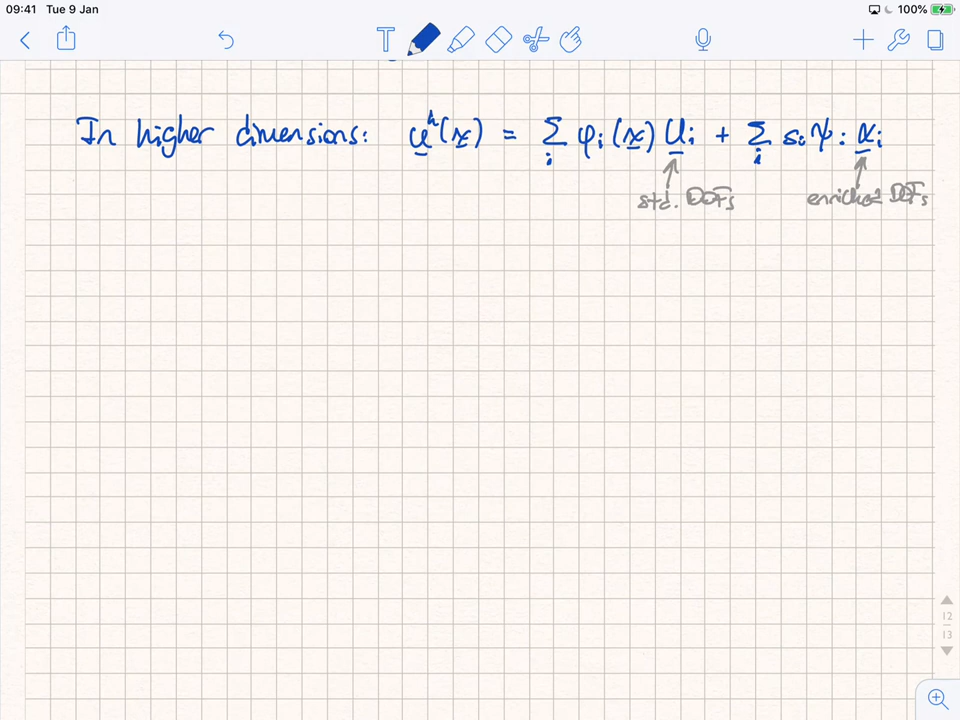 09:41 Tue 9 Jan 100%
T
In higher dimensions: u^h(x) = Σ_i φ_i(x) U_i + Σ_i s_i ψ_i α_i
std. DOFs enriched DOFs
12
13